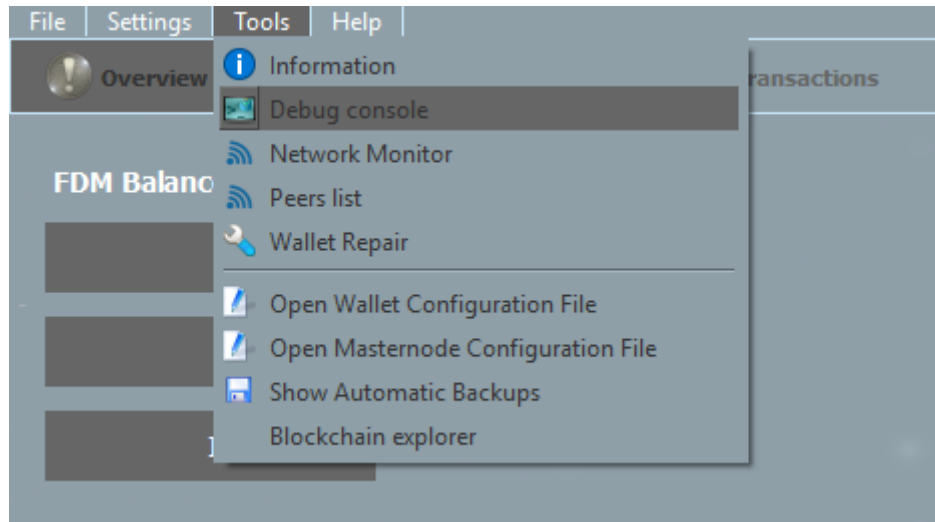 File Settings Tools Help
Overview
Information
ransactions
Debug console
Network Monitor
FDM Balanc
Peers list
Wallet Repair
Open Wallet Configuration File
Open Masternode Configuration File
Show Automatic Backups
Blockchain explorer